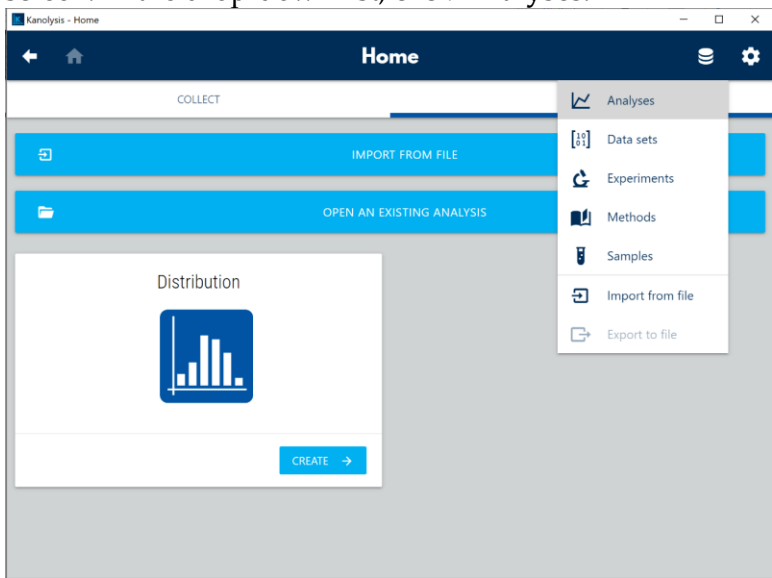 Kanolysis - Home
Home
COLLECT
Analyses
Data sets
Experiments
Methods
Samples
Import from file
Export to file
IMPORT FROM FILE
OPEN AN EXISTING ANALYSIS
Distribution
CREATE